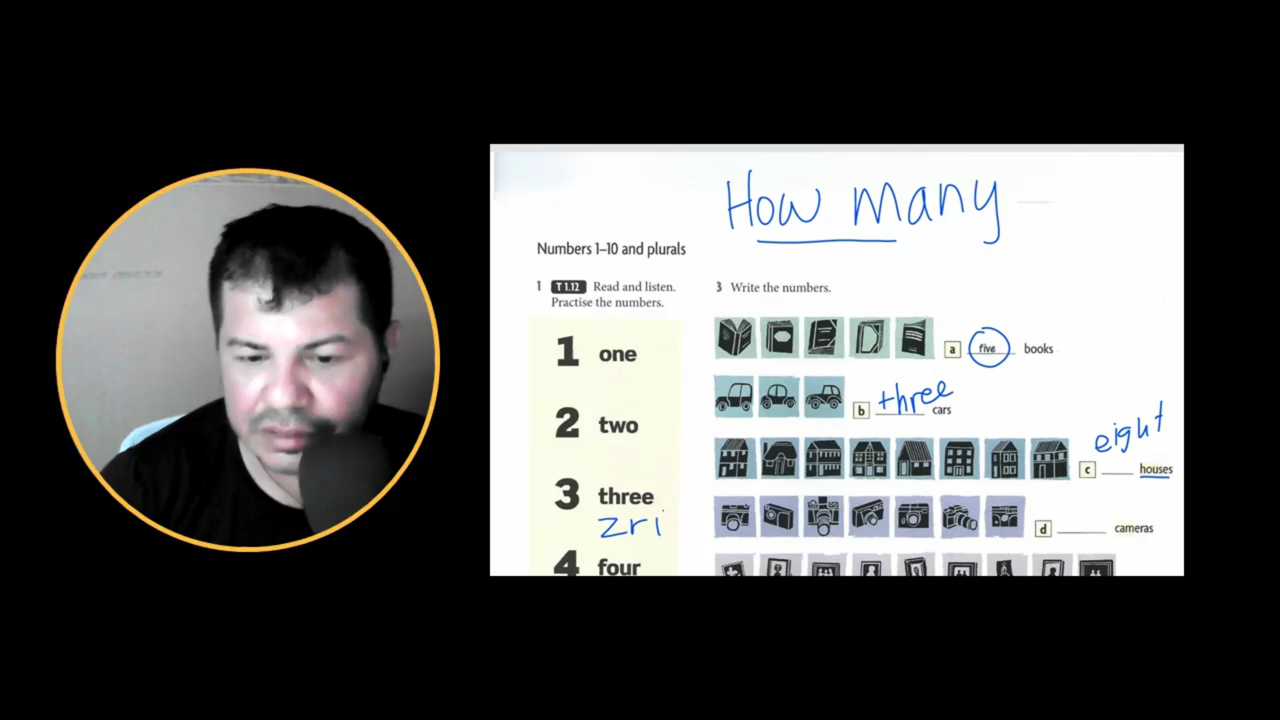 How many
Numbers 1–10 and plurals
1 T 1.12 Read and listen.
Practise the numbers.
1 one
2 two
3 three
zri
4 four
3 Write the numbers.
a five books
b three cars
c eight houses
d cameras